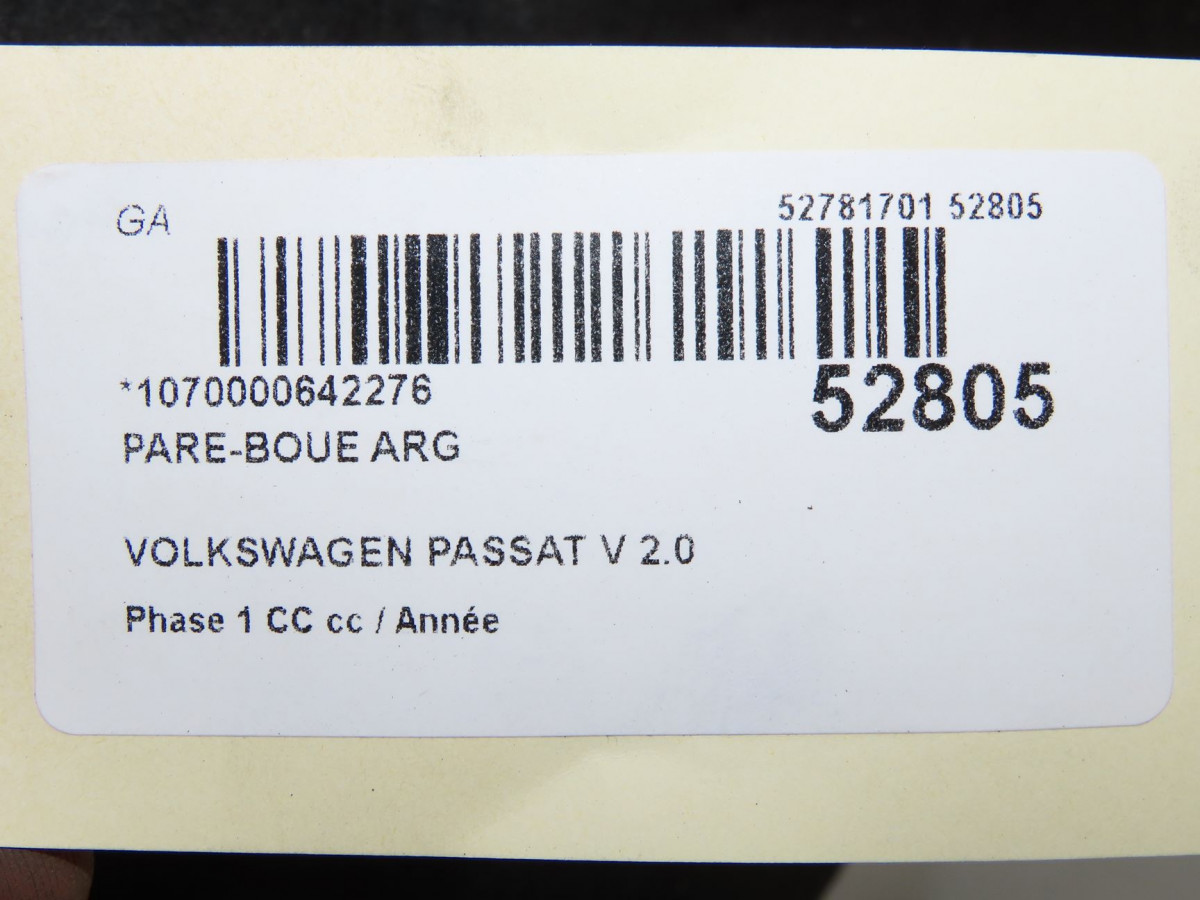 GA
52781701 52805
*1070000642276
52805
PARE-BOUE ARG
VOLKSWAGEN PASSAT V 2.0
Phase 1 CC cc / Année